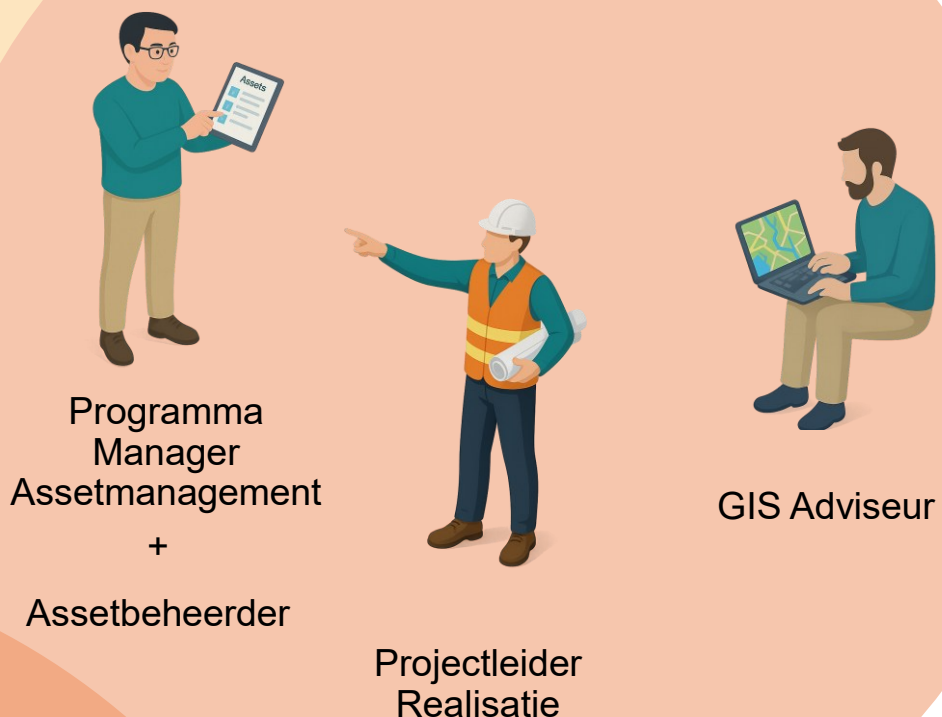 Assets
Programma
Manager
Assetmanagement
+
Assetbeheerder
GIS Adviseur
Projectleider
Realisatie